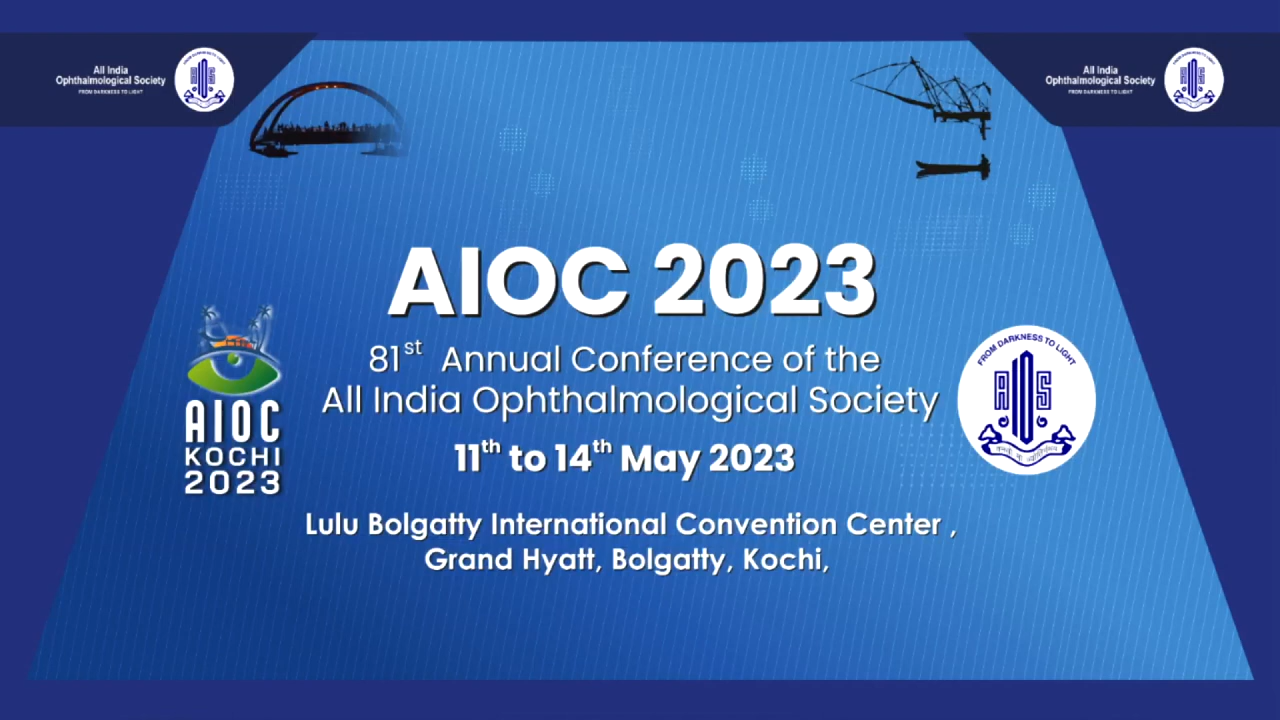 All India
Ophthalmological Society
FROM DARKNESS TO LIGHT
All India
Ophthalmological Society
FROM DARKNESS TO LIGHT
AIOC 2023
81st Annual Conference of the
All India Ophthalmological Society
11th to 14th May 2023
Lulu Bolgatty International Convention Center ,
Grand Hyatt, Bolgatty, Kochi,
AIOC
KOCHI
2023
FROM DARKNESS TO LIGHT
AIOS